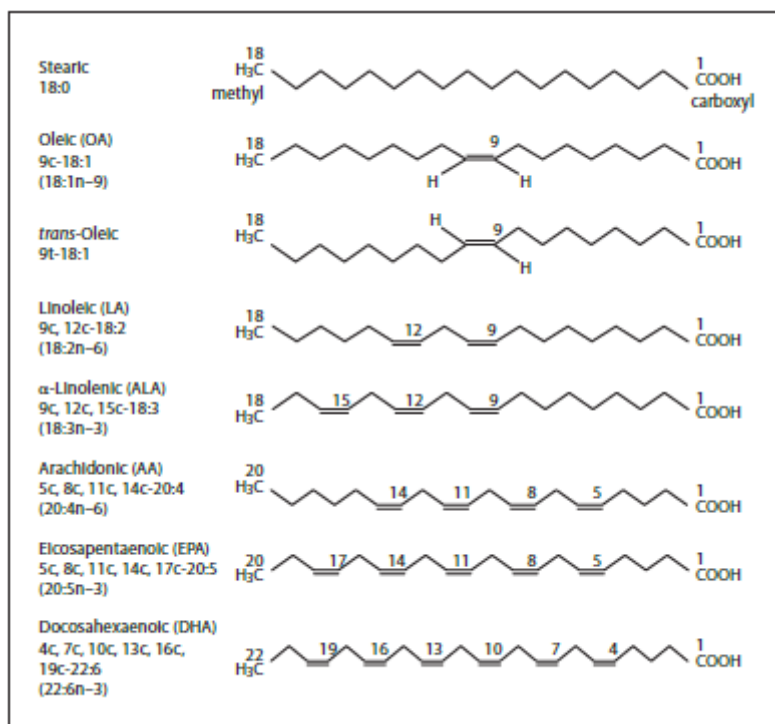 Stearic
18:0
18
H₃C
methyl
1
COOH
carboxyl
Oleic (OA)
9c-18:1
(18:1n–9)
18
H₃C
9
H
H
1
COOH
trans-Oleic
9t-18:1
18
H₃C
H
9
H
1
COOH
Linoleic (LA)
9c, 12c-18:2
(18:2n–6)
18
H₃C
12
9
1
COOH
α-Linolenic (ALA)
9c, 12c, 15c-18:3
(18:3n–3)
18
H₃C
15
12
9
1
COOH
Arachidonic (AA)
5c, 8c, 11c, 14c-20:4
(20:4n–6)
20
H₃C
14
11
8
5
1
COOH
Eicosapentaenoic (EPA)
5c, 8c, 11c, 14c, 17c-20:5
(20:5n–3)
20
H₃C
17
14
11
8
5
1
COOH
Docosahexaenoic (DHA)
4c, 7c, 10c, 13c, 16c,
19c-22:6
(22:6n–3)
22
H₃C
19
16
13
10
7
4
1
COOH